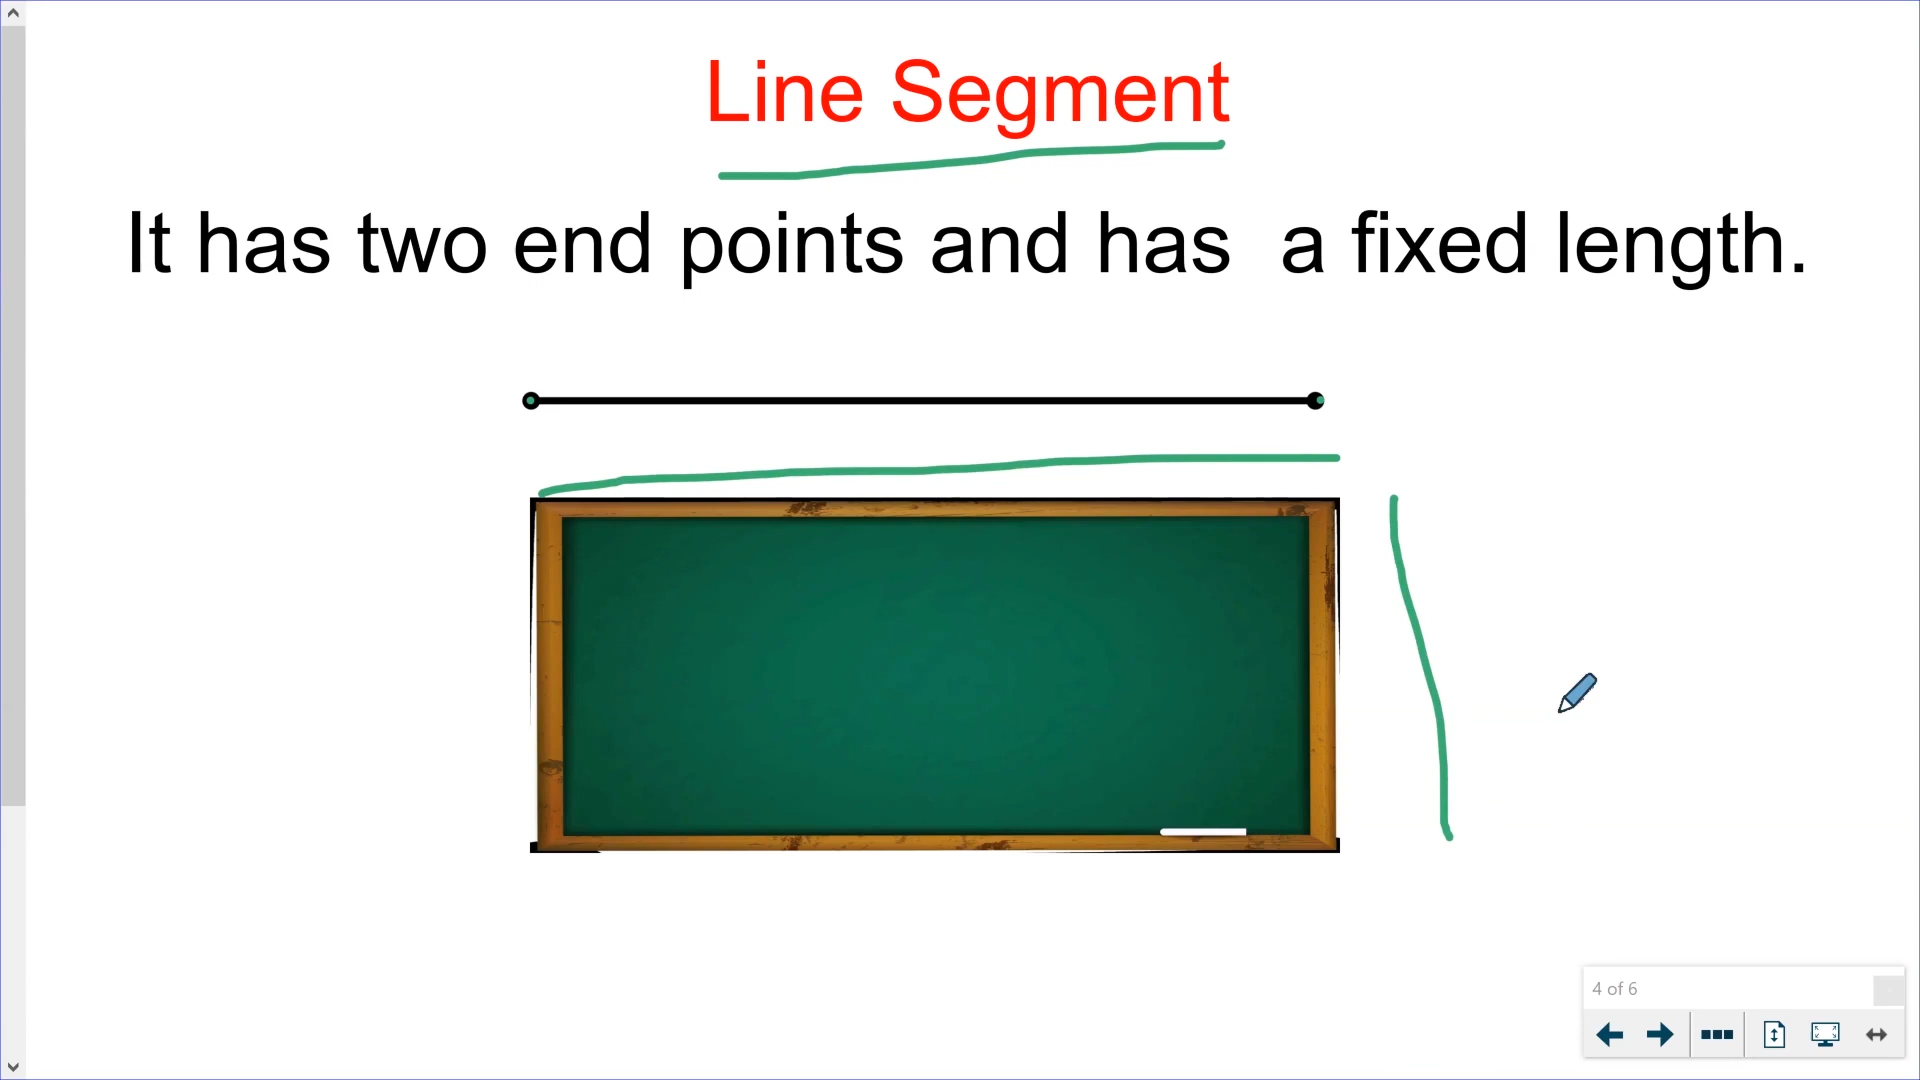 Line Segment
It has two end points and has  a fixed length.
4 of 6